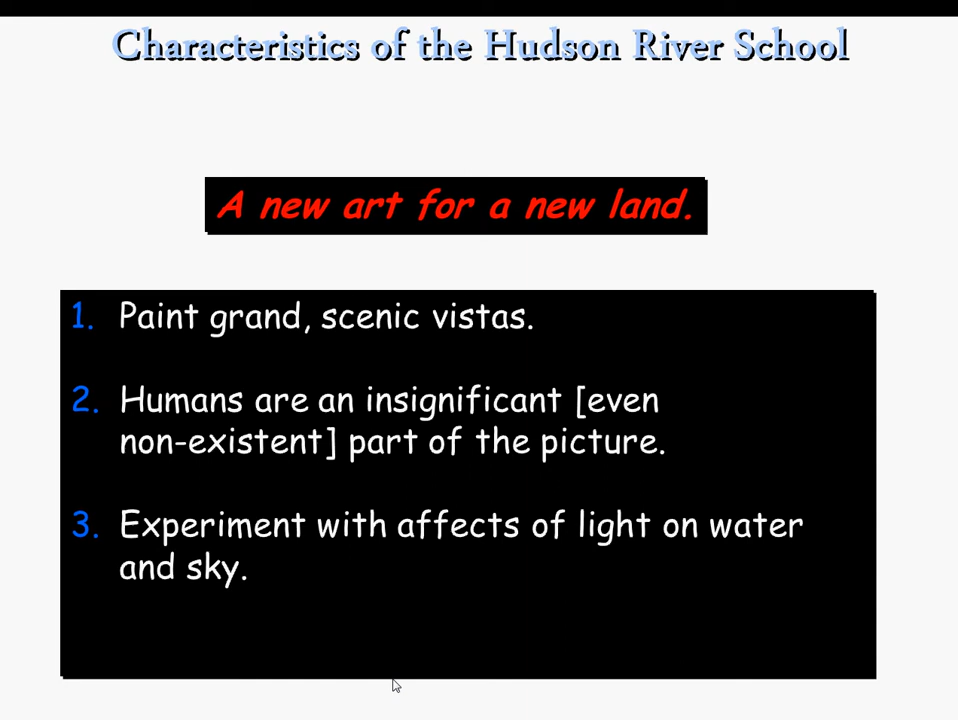 Characteristics of the Hudson River School
A new art for a new land.
1. Paint grand, scenic vistas.
2. Humans are an insignificant [even
non-existent] part of the picture.
3. Experiment with affects of light on water
and sky.